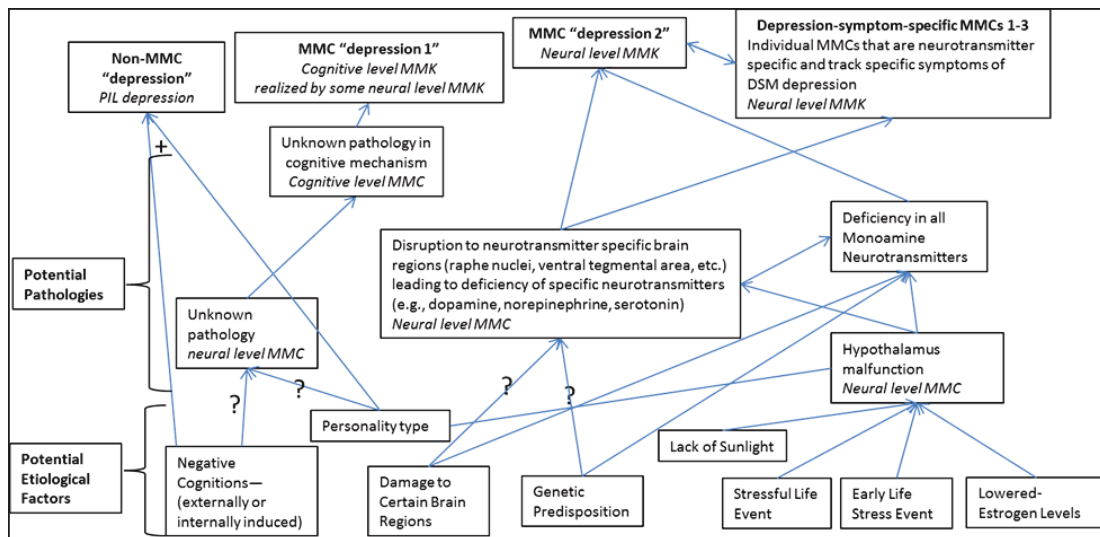 Non-MMC
"depression"
PIL depression
MMC "depression 1"
Cognitive level MMK
realized by some neural level MMK
MMC "depression 2"
Neural level MMK
Depression-symptom-specific MMCs 1-3
Individual MMCs that are neurotransmitter
specific and track specific symptoms of
DSM depression
Neural level MMK
+
Unknown pathology in
cognitive mechanism
Cognitive level MMC
Potential
Pathologies
Disruption to neurotransmitter specific brain
regions (raphe nuclei, ventral tegmental area, etc.)
leading to deficiency of specific neurotransmitters
(e.g., dopamine, norepinephrine, serotonin)
Neural level MMC
Deficiency in all
Monoamine
Neurotransmitters
Unknown
pathology
neural level MMC
Hypothalamus
malfunction
Neural level MMC
?
?
?
?
Personality type
Lack of Sunlight
Potential
Etiological
Factors
Negative
Cognitions—
(externally or
internally induced)
Damage to
Certain Brain
Regions
Genetic
Predisposition
Stressful Life
Event
Early Life
Stress Event
Lowered-
Estrogen Levels